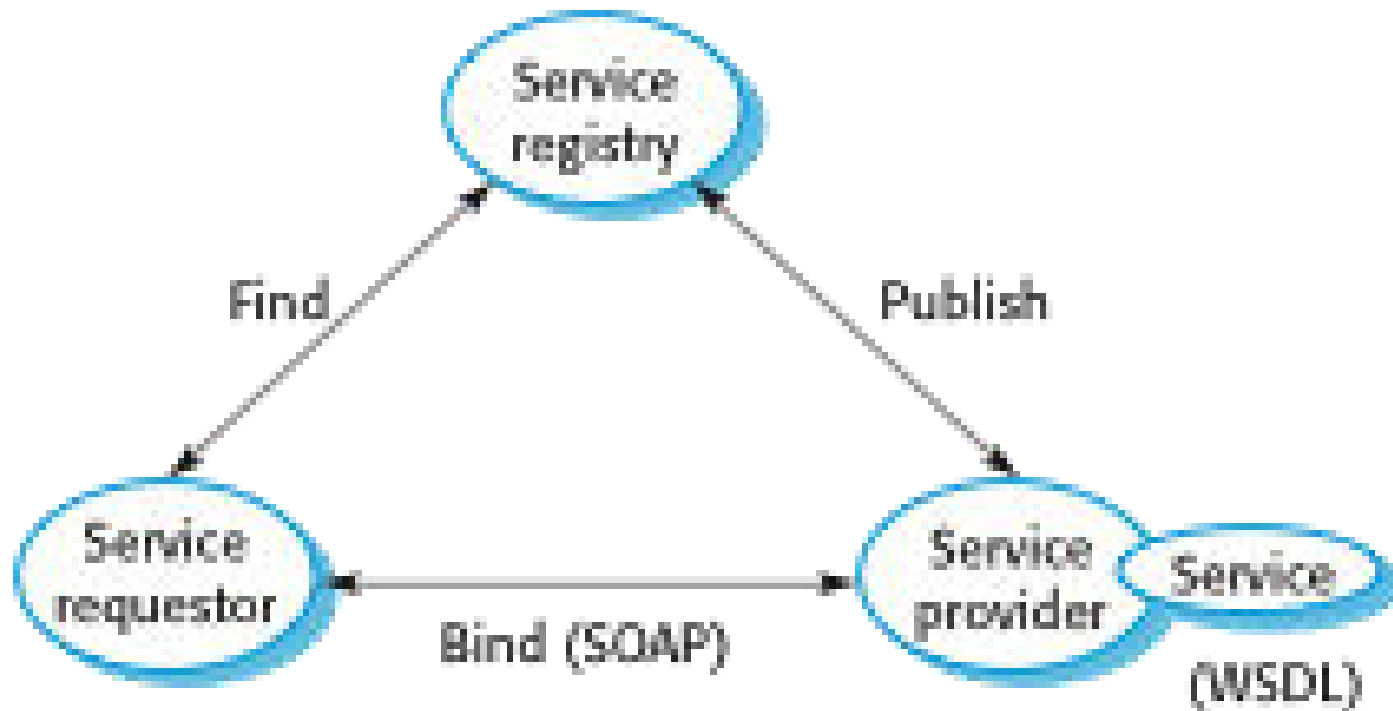 Service
registry
Find
Publish
Service
requestor
Bind (SOAP)
Service
provider
Service
(WSDL)